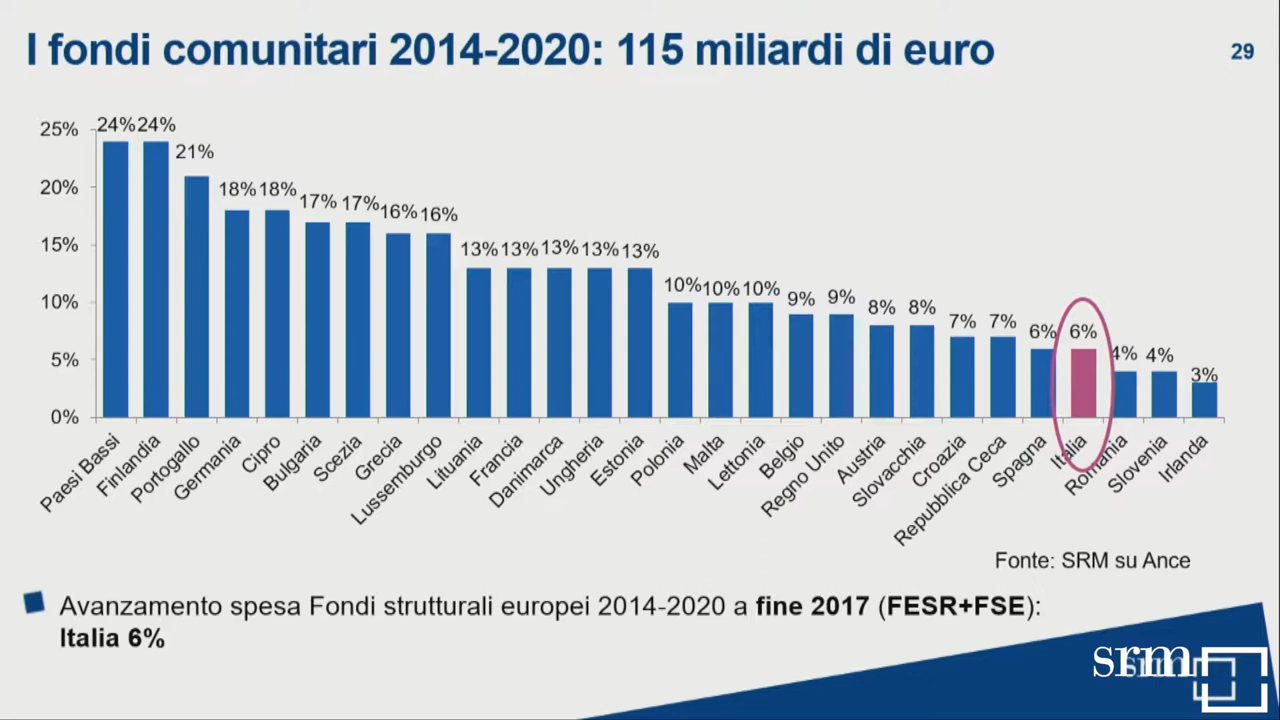 I fondi comunitari 2014-2020: 115 miliardi di euro
29
25%
20%
15%
10%
5%
0%
24% 24% 21% 18% 18% 17% 17% 16% 16% 13% 13% 13% 13% 13% 10% 10% 10% 9% 9% 8% 8% 7% 7% 6% 6% 4% 4% 3%
Paesi Bassi
Finlandia
Portogallo
Germania
Cipro
Bulgaria
Scezia
Grecia
Lussemburgo
Lituania
Francia
Danimarca
Ungheria
Estonia
Polonia
Malta
Lettonia
Belgio
Regno Unito
Austria
Slovacchia
Croazia
Repubblica Ceca
Spagna
Italia
Romania
Slovenia
Irlanda
Fonte: SRM su Ance
Avanzamento spesa Fondi strutturali europei 2014-2020 a fine 2017 (FESR+FSE):
Italia 6%
srm
srm